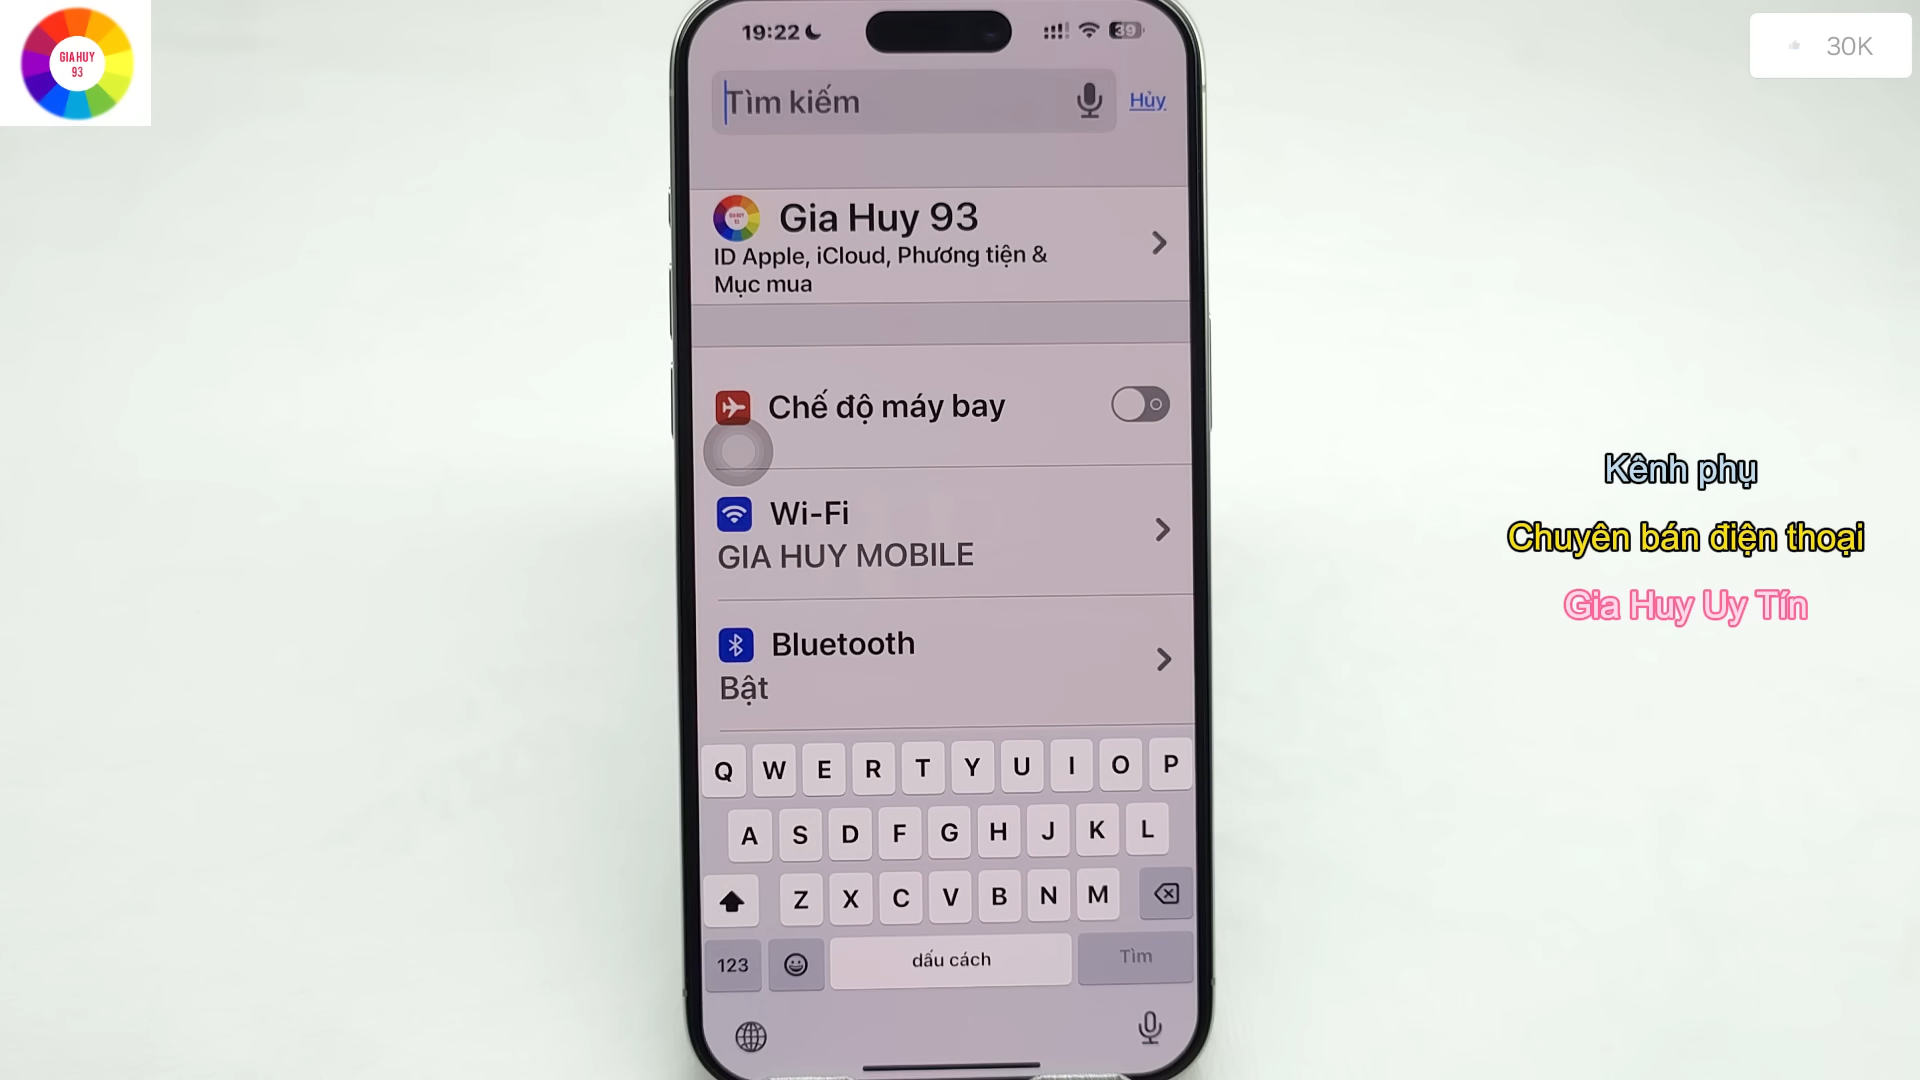 GIA HUY
93
30K
19:22
39
Tìm kiếm
Hủy
Gia Huy 93
ID Apple, iCloud, Phương tiện &
Mục mua
Chế độ máy bay
Wi-Fi
GIA HUY MOBILE
Bluetooth
Bật
Q W E R T Y U I O P
A S D F G H J K L
Z X C V B N M
123
dấu cách
Tìm
Kênh phụ
Chuyên bán điện thoại
Gia Huy Uy Tín